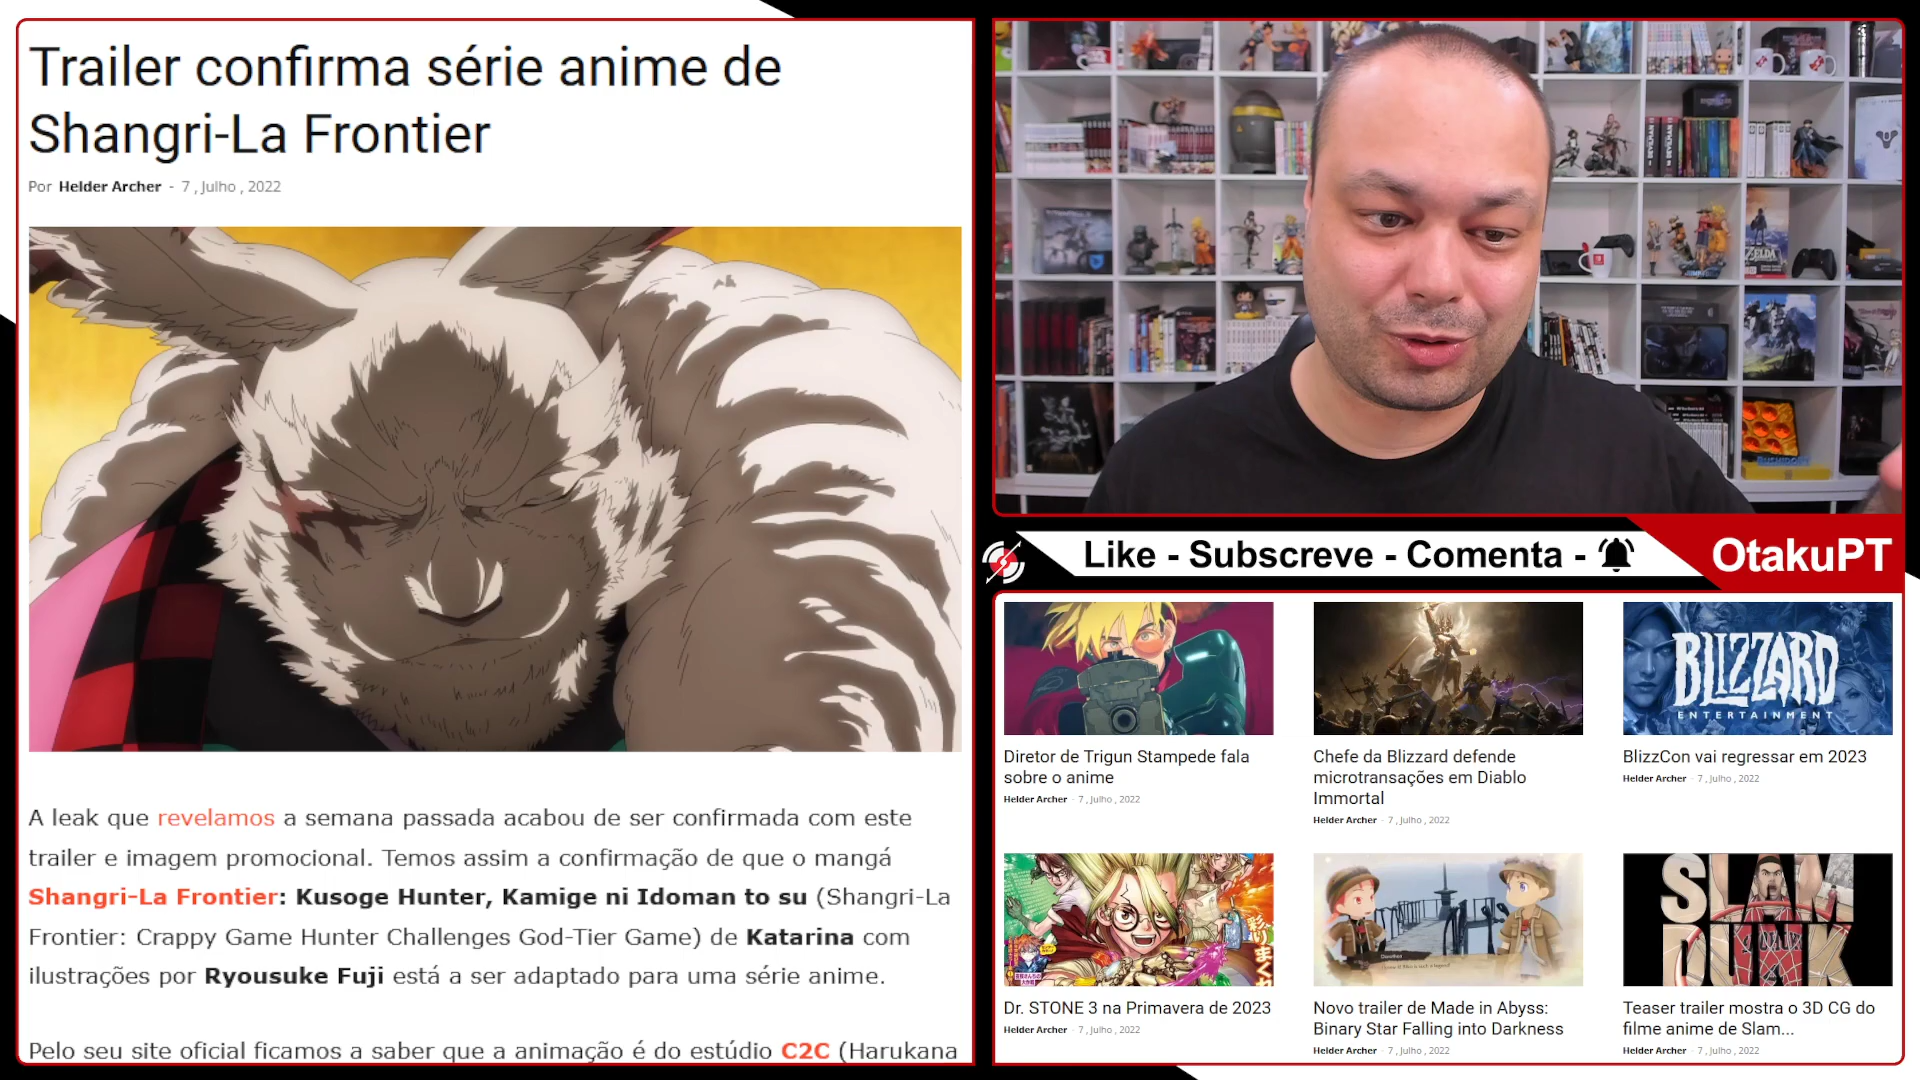 Trailer confirma série anime de
Shangri-La Frontier
Por Helder Archer - 7 , Julho , 2022
A leak que revelamos a semana passada acabou de ser confirmada com este
trailer e imagem promocional. Temos assim a confirmação de que o mangá
Shangri-La Frontier: Kusoge Hunter, Kamige ni Idoman to su (Shangri-La
Frontier: Crappy Game Hunter Challenges God-Tier Game) de Katarina com
ilustrações por Ryousuke Fuji está a ser adaptado para uma série anime.
Pelo seu site oficial ficamos a saber que a animação é do estúdio C2C (Harukana
ZELDA
Like - Subscreve - Comenta -
OtakuPT
BLIZZARD
ENTERTAINMENT
Diretor de Trigun Stampede fala
sobre o anime
Helder Archer - 7 , Julho , 2022
Chefe da Blizzard defende
microtransações em Diablo
Immortal
Helder Archer - 7 , Julho , 2022
BlizzCon vai regressar em 2023
Helder Archer - 7 , Julho , 2022
SLAM
DUNK
Dr. STONE 3 na Primavera de 2023
Helder Archer - 7 , Julho , 2022
Novo trailer de Made in Abyss:
Binary Star Falling into Darkness
Helder Archer - 7 , Julho , 2022
Teaser trailer mostra o 3D CG do
filme anime de Slam...
Helder Archer - 7 , Julho , 2022